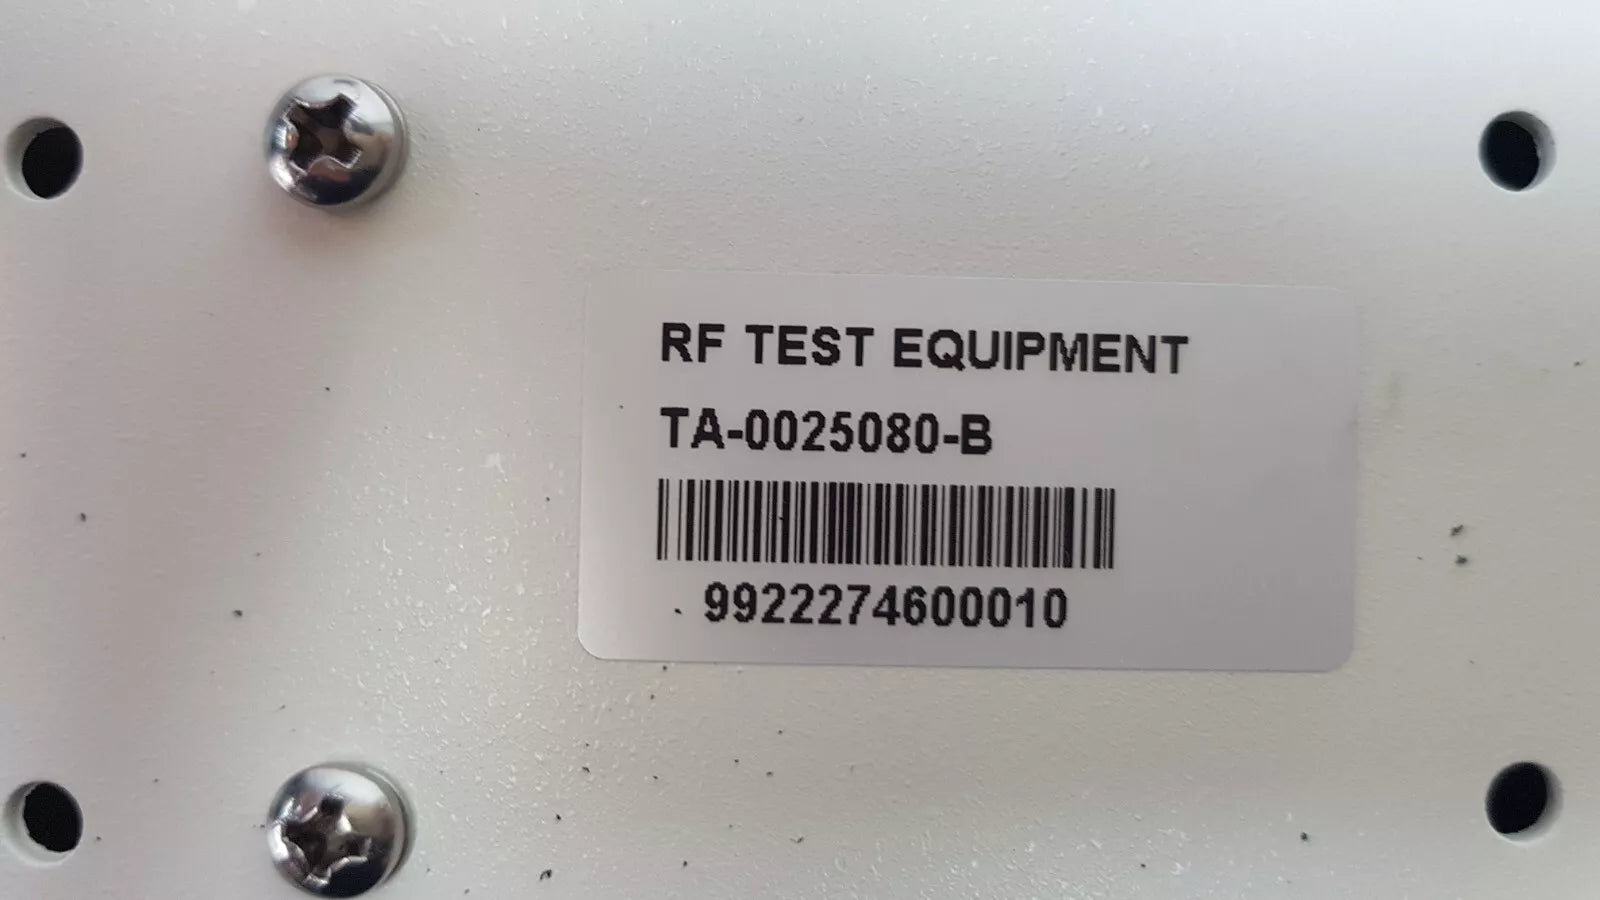 RF TEST EQUIPMENT
TA-0025080-B
9922274600010